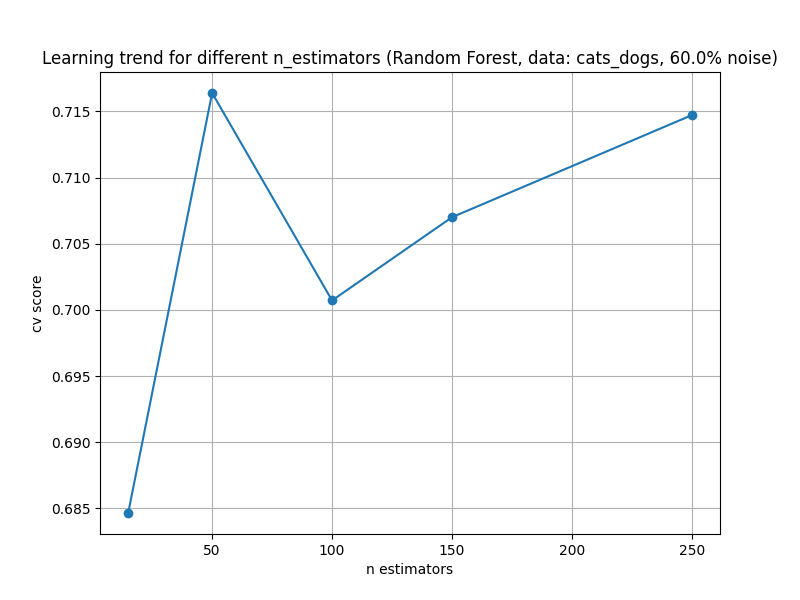 Learning trend for different n_estimators (Random Forest, data: cats_dogs, 60.0% noise)
0.715
0.710
0.705
0.700
0.695
0.690
0.685
cv score
50 100 150 200 250
n estimators